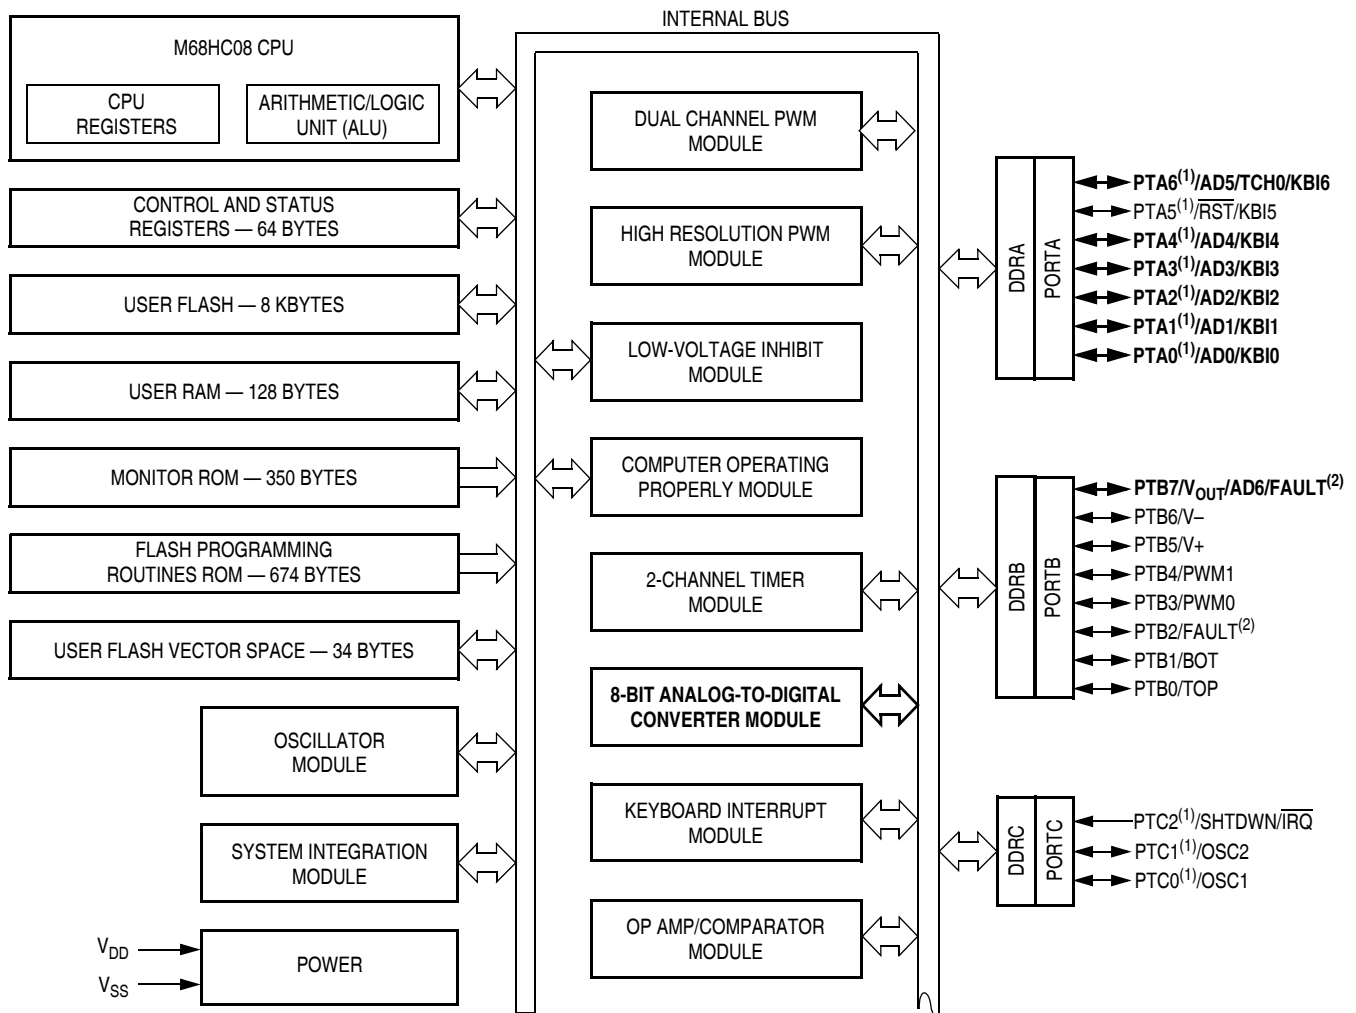 INTERNAL BUS
M68HC08 CPU
CPU
REGISTERS
ARITHMETIC/LOGIC
UNIT (ALU)
CONTROL AND STATUS
REGISTERS — 64 BYTES
USER FLASH — 8 KBYTES
USER RAM — 128 BYTES
MONITOR ROM — 350 BYTES
FLASH PROGRAMMING
ROUTINES ROM — 674 BYTES
USER FLASH VECTOR SPACE — 34 BYTES
OSCILLATOR
MODULE
SYSTEM INTEGRATION
MODULE
VDD
VSS
POWER
DUAL CHANNEL PWM
MODULE
HIGH RESOLUTION PWM
MODULE
LOW-VOLTAGE INHIBIT
MODULE
COMPUTER OPERATING
PROPERLY MODULE
2-CHANNEL TIMER
MODULE
8-BIT ANALOG-TO-DIGITAL
CONVERTER MODULE
KEYBOARD INTERRUPT
MODULE
OP AMP/COMPARATOR
MODULE
DDRA
PORTA
PTA6(1)/AD5/TCH0/KBI6
PTA5(1)/RST/KBI5
PTA4(1)/AD4/KBI4
PTA3(1)/AD3/KBI3
PTA2(1)/AD2/KBI2
PTA1(1)/AD1/KBI1
PTA0(1)/AD0/KBI0
DDRB
PORTB
PTB7/VOUT/AD6/FAULT(2)
PTB6/V–
PTB5/V+
PTB4/PWM1
PTB3/PWM0
PTB2/FAULT(2)
PTB1/BOT
PTB0/TOP
DDRC
PORTC
PTC2(1)/SHTDWN/IRQ
PTC1(1)/OSC2
PTC0(1)/OSC1